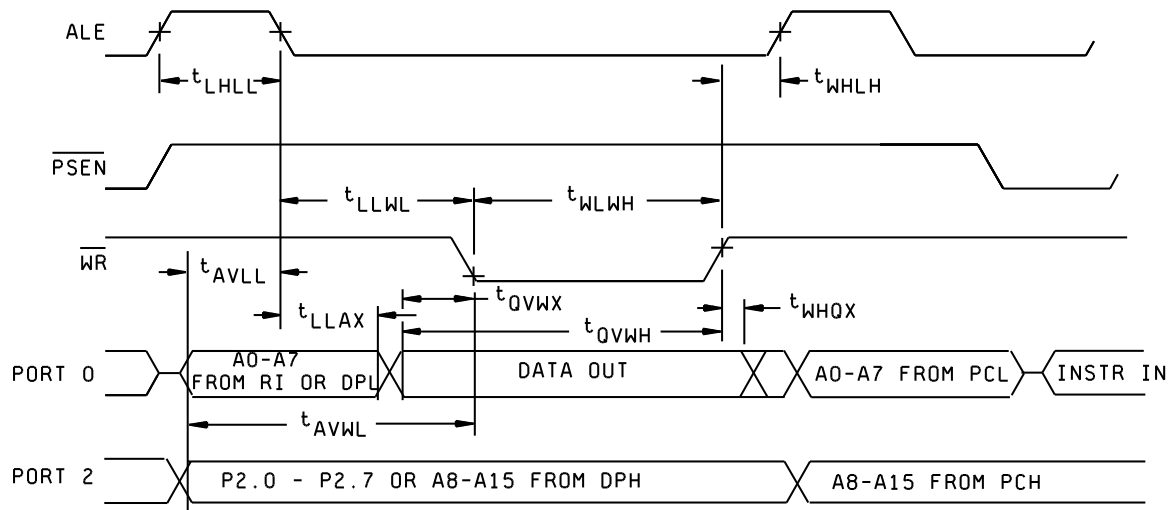 ALE
tLHLL
tWHLH
PSEN
tLLWL
tWLWH
WR
tAVLL
tLLAX
tQVWX
tWHQX
tQVWH
PORT 0
A0-A7
FROM RI OR DPL
DATA OUT
A0-A7 FROM PCL
INSTR IN
tAVWL
PORT 2
P2.0 - P2.7 OR A8-A15 FROM DPH
A8-A15 FROM PCH